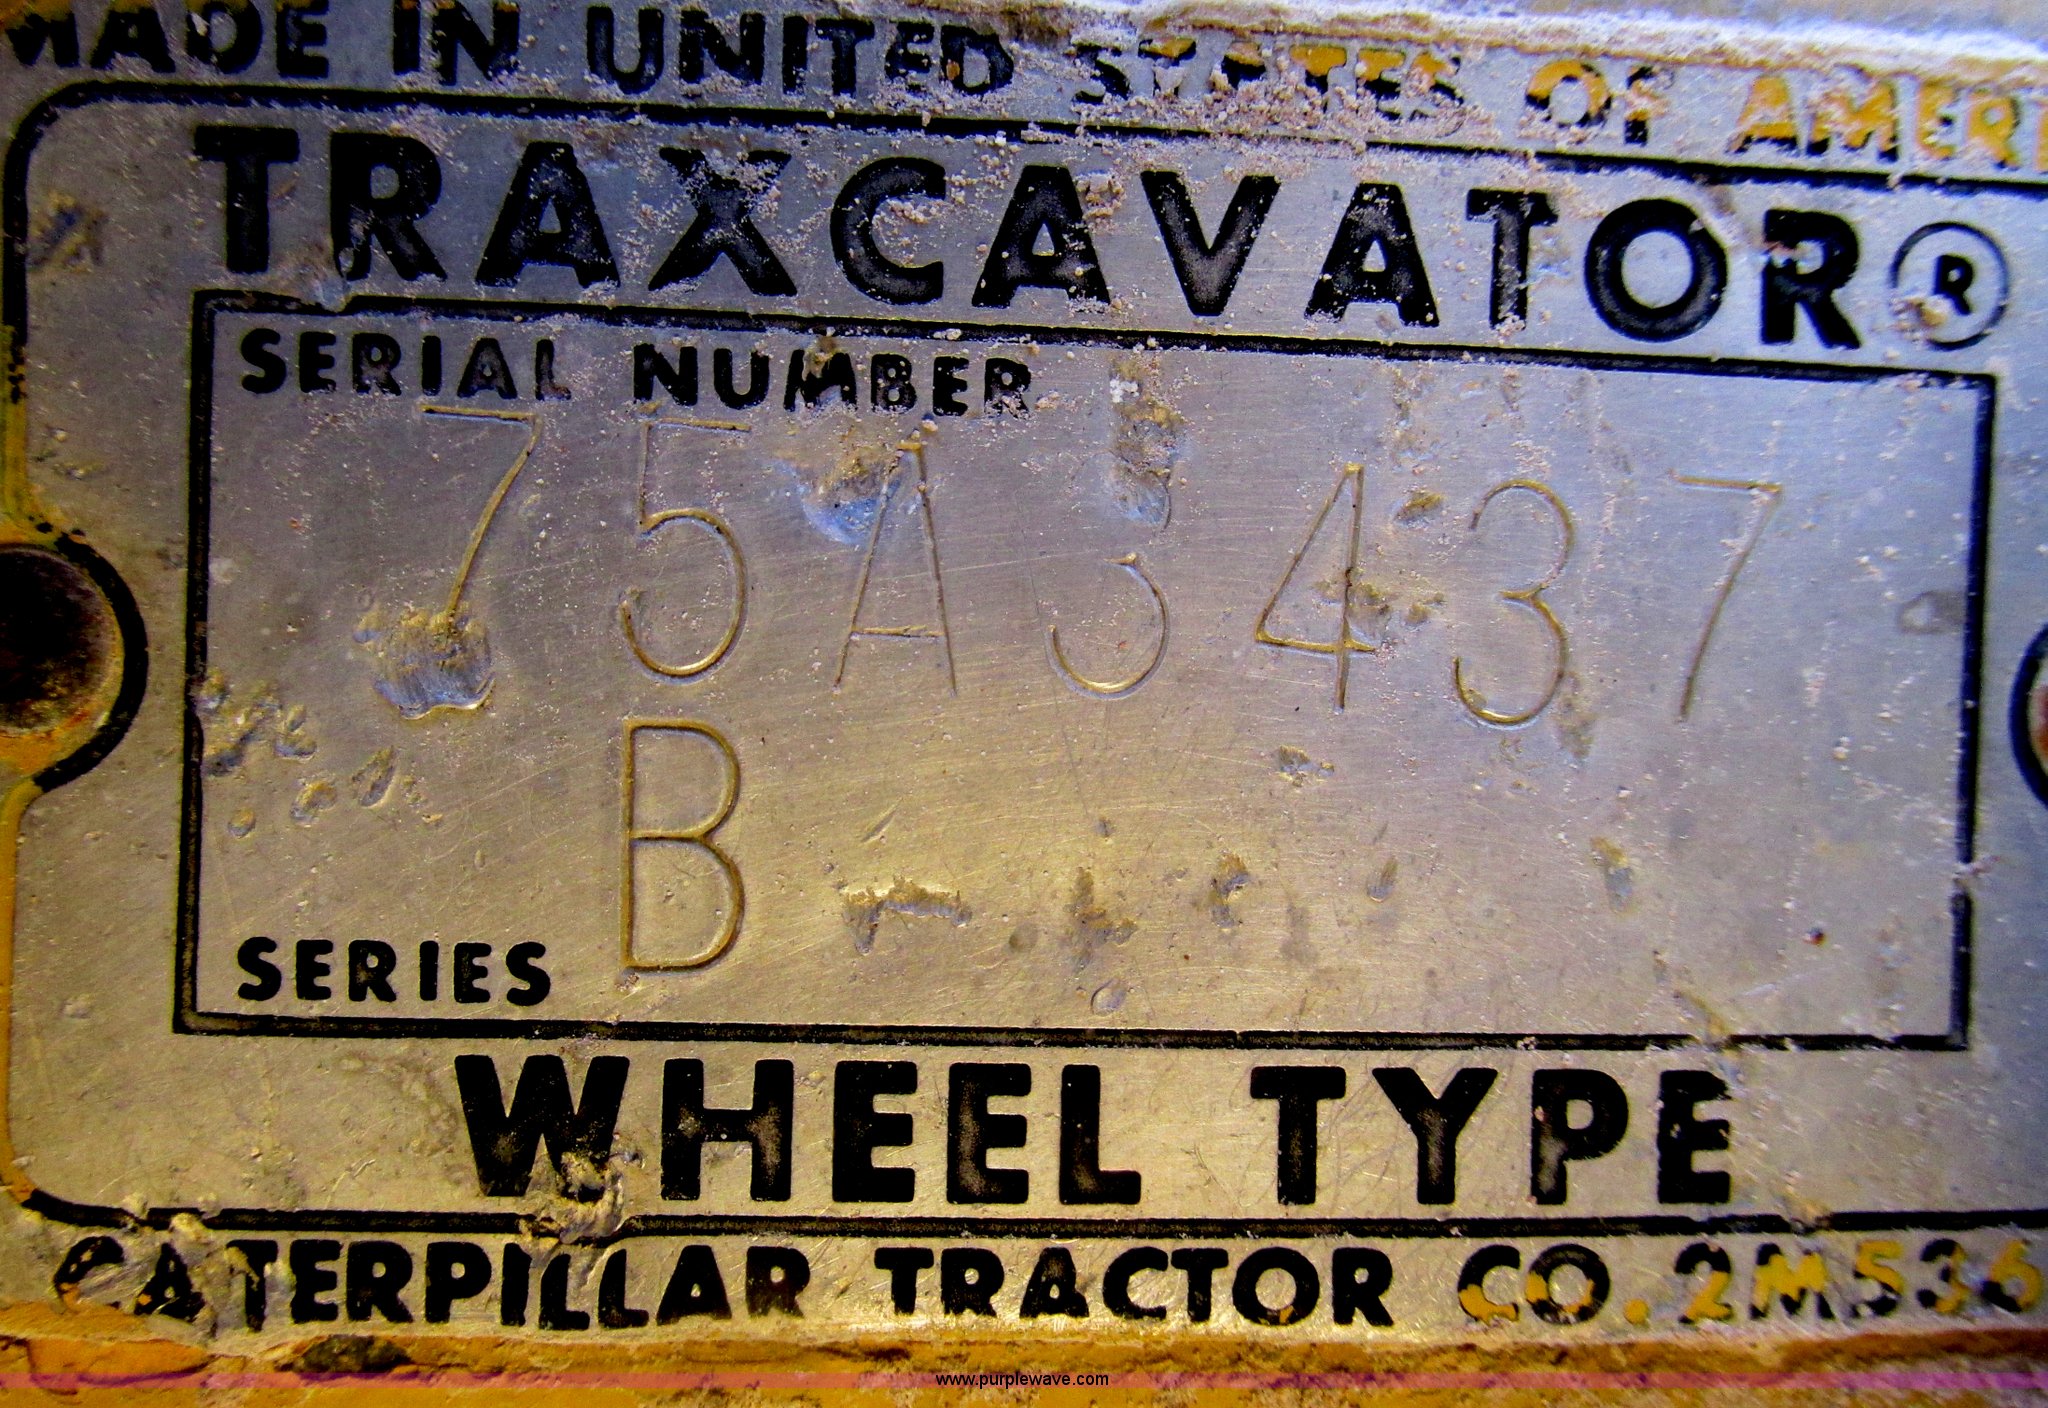 MADE IN UNITED STATES OF AMERI
TRAXCAVATOR®
SERIAL NUMBER
75A3437
SERIES B
WHEEL TYPE
CATERPILLAR TRACTOR CO. 2M536
www.purplewave.com